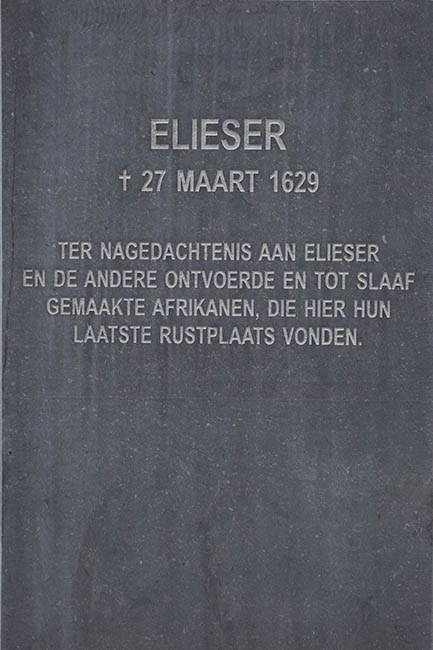 ELIESER
† 27 MAART 1629
TER NAGEDACHTENIS AAN ELIESER
EN DE ANDERE ONTVOERDE EN TOT SLAAF
GEMAAKTE AFRIKANEN, DIE HIER HUN
LAATSTE RUSTPLAATS VONDEN.